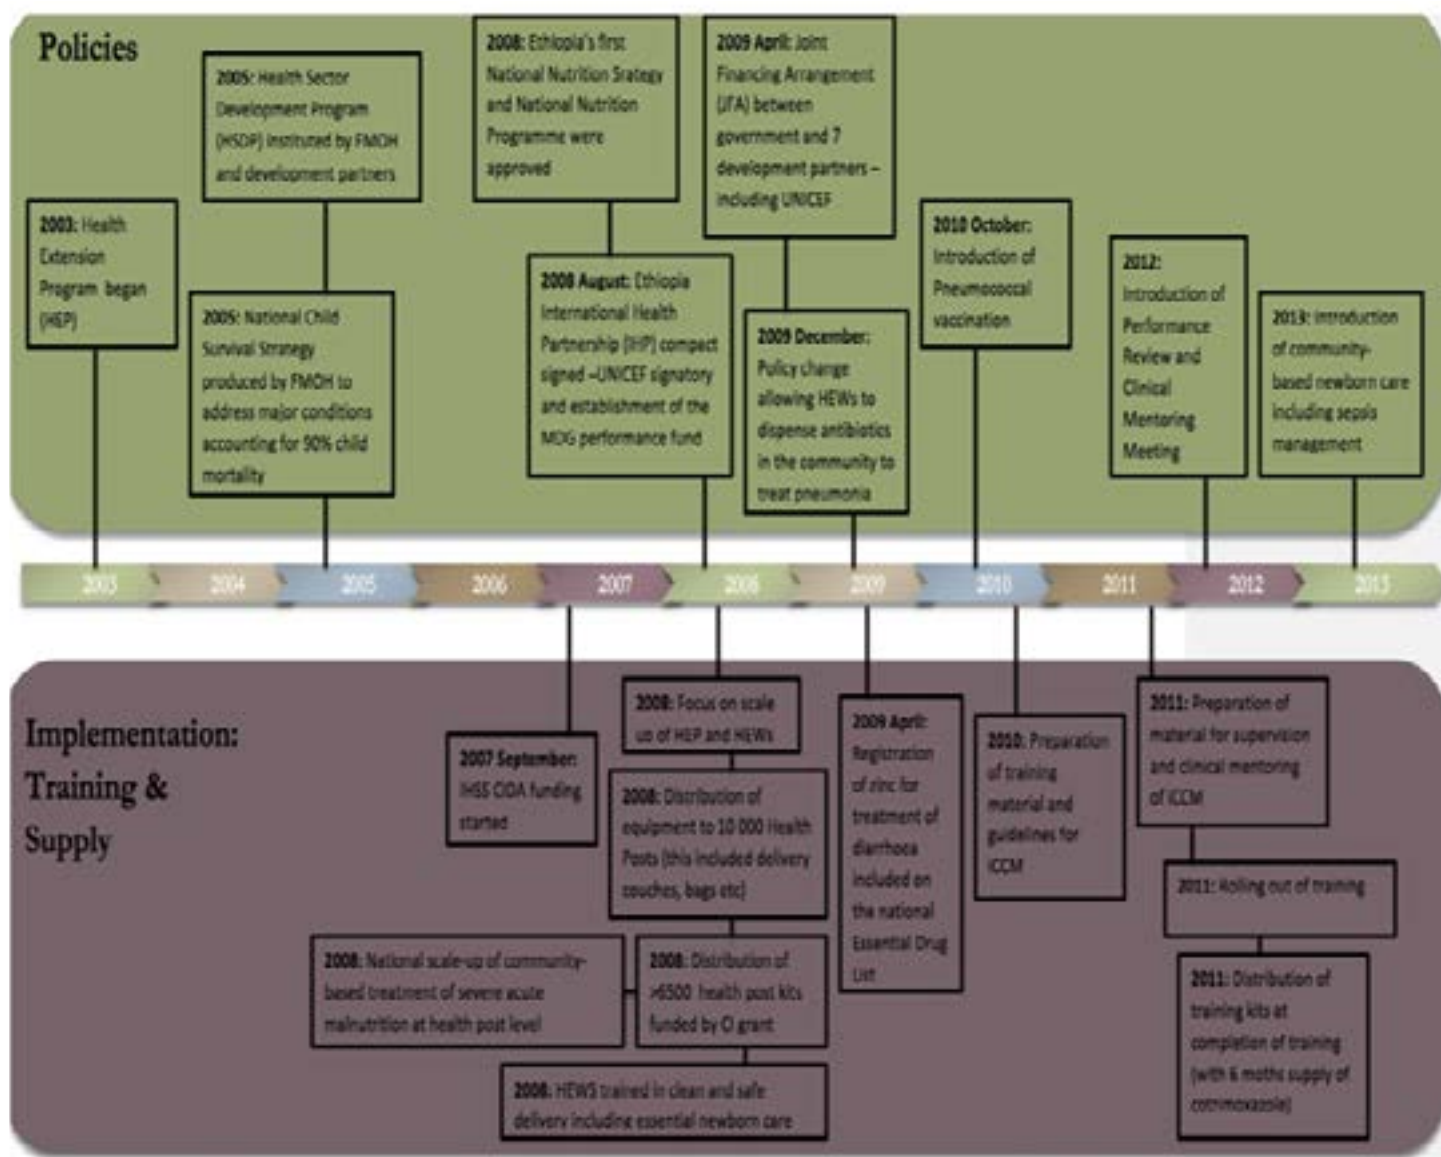 Policies
2003: Health
Extension
Program began
(HEP)
2005: Health Sector
Development Program
(HSDP) instituted by FMOH
and development partners
2005: National Child
Survival Strategy
produced by FMOH to
address major conditions
accounting for 90% child
mortality
2008: Ethiopia's first
National Nutrition Srategy
and National Nutrition
Programme were
approved
2008 August: Ethiopia
International Health
Partnership (IHP) compact
signed –UNICEF signatory
and establishment of the
MDG performance fund
2009 April: Joint
Financing Arrangement
(JFA) between
government and 7
development partners –
including UNICEF
2009 December:
Policy change
allowing HEWs to
dispense antibiotics
in the community to
treat pneumonia
2010 October:
Introduction of
Pneumococcal
vaccination
2012:
Introduction of
Performance
Review and
Clinical
Mentoring
Meeting
2013: Introduction
of community-
based newborn care
including sepsis
management
2003 2004 2005 2006 2007 2008 2009 2010 2011 2012 2013
Implementation:
Training &
Supply
2007 September:
IHSS CIDA funding
started
2008: Focus on scale
up of HEP and HEWs
2008: Distribution of
equipment to 10 000 Health
Posts (this included delivery
couches, bags etc)
2008: National scale-up of community-
based treatment of severe acute
malnutrition at health post level
2008: Distribution of
>6500 health post kits
funded by CI grant
2008: HEWS trained in clean and safe
delivery including essential newborn care
2009 April:
Registration
of zinc for
treatment of
diarrhoea
included on
the national
Essential Drug
List
2010: Preparation
of training
material and
guidelines for
ICCM
2011: Preparation of
material for supervision
and clinical mentoring
of ICCM
2011: Rolling out of training
2011: Distribution of
training kits at
completion of training
(with 6 moths supply of
cotrimoxazole)